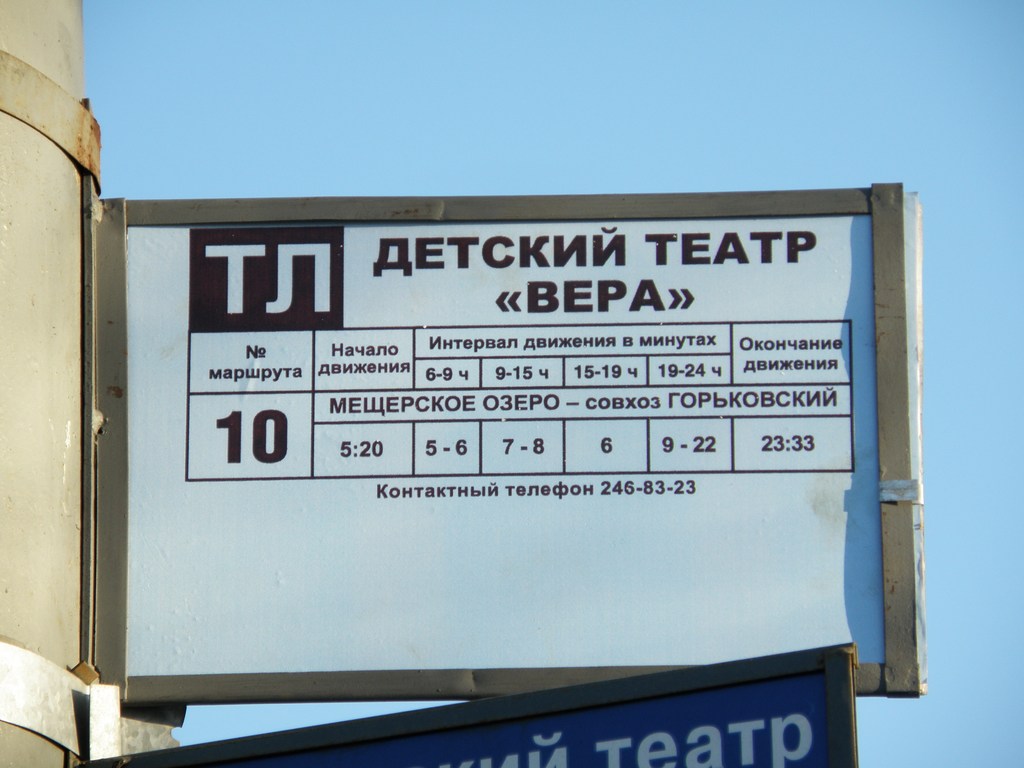 ТЛ ДЕТСКИЙ ТЕАТР
«ВЕРА»
№ маршрута Начало движения Интервал движения в минутах Окончание движения
6-9 ч 9-15 ч 15-19 ч 19-24 ч
МЕЩЕРСКОЕ ОЗЕРО – совхоз ГОРЬКОВСКИЙ
10 5:20 5 - 6 7 - 8 6 9 - 22 23:33
Контактный телефон 246-83-23
театр